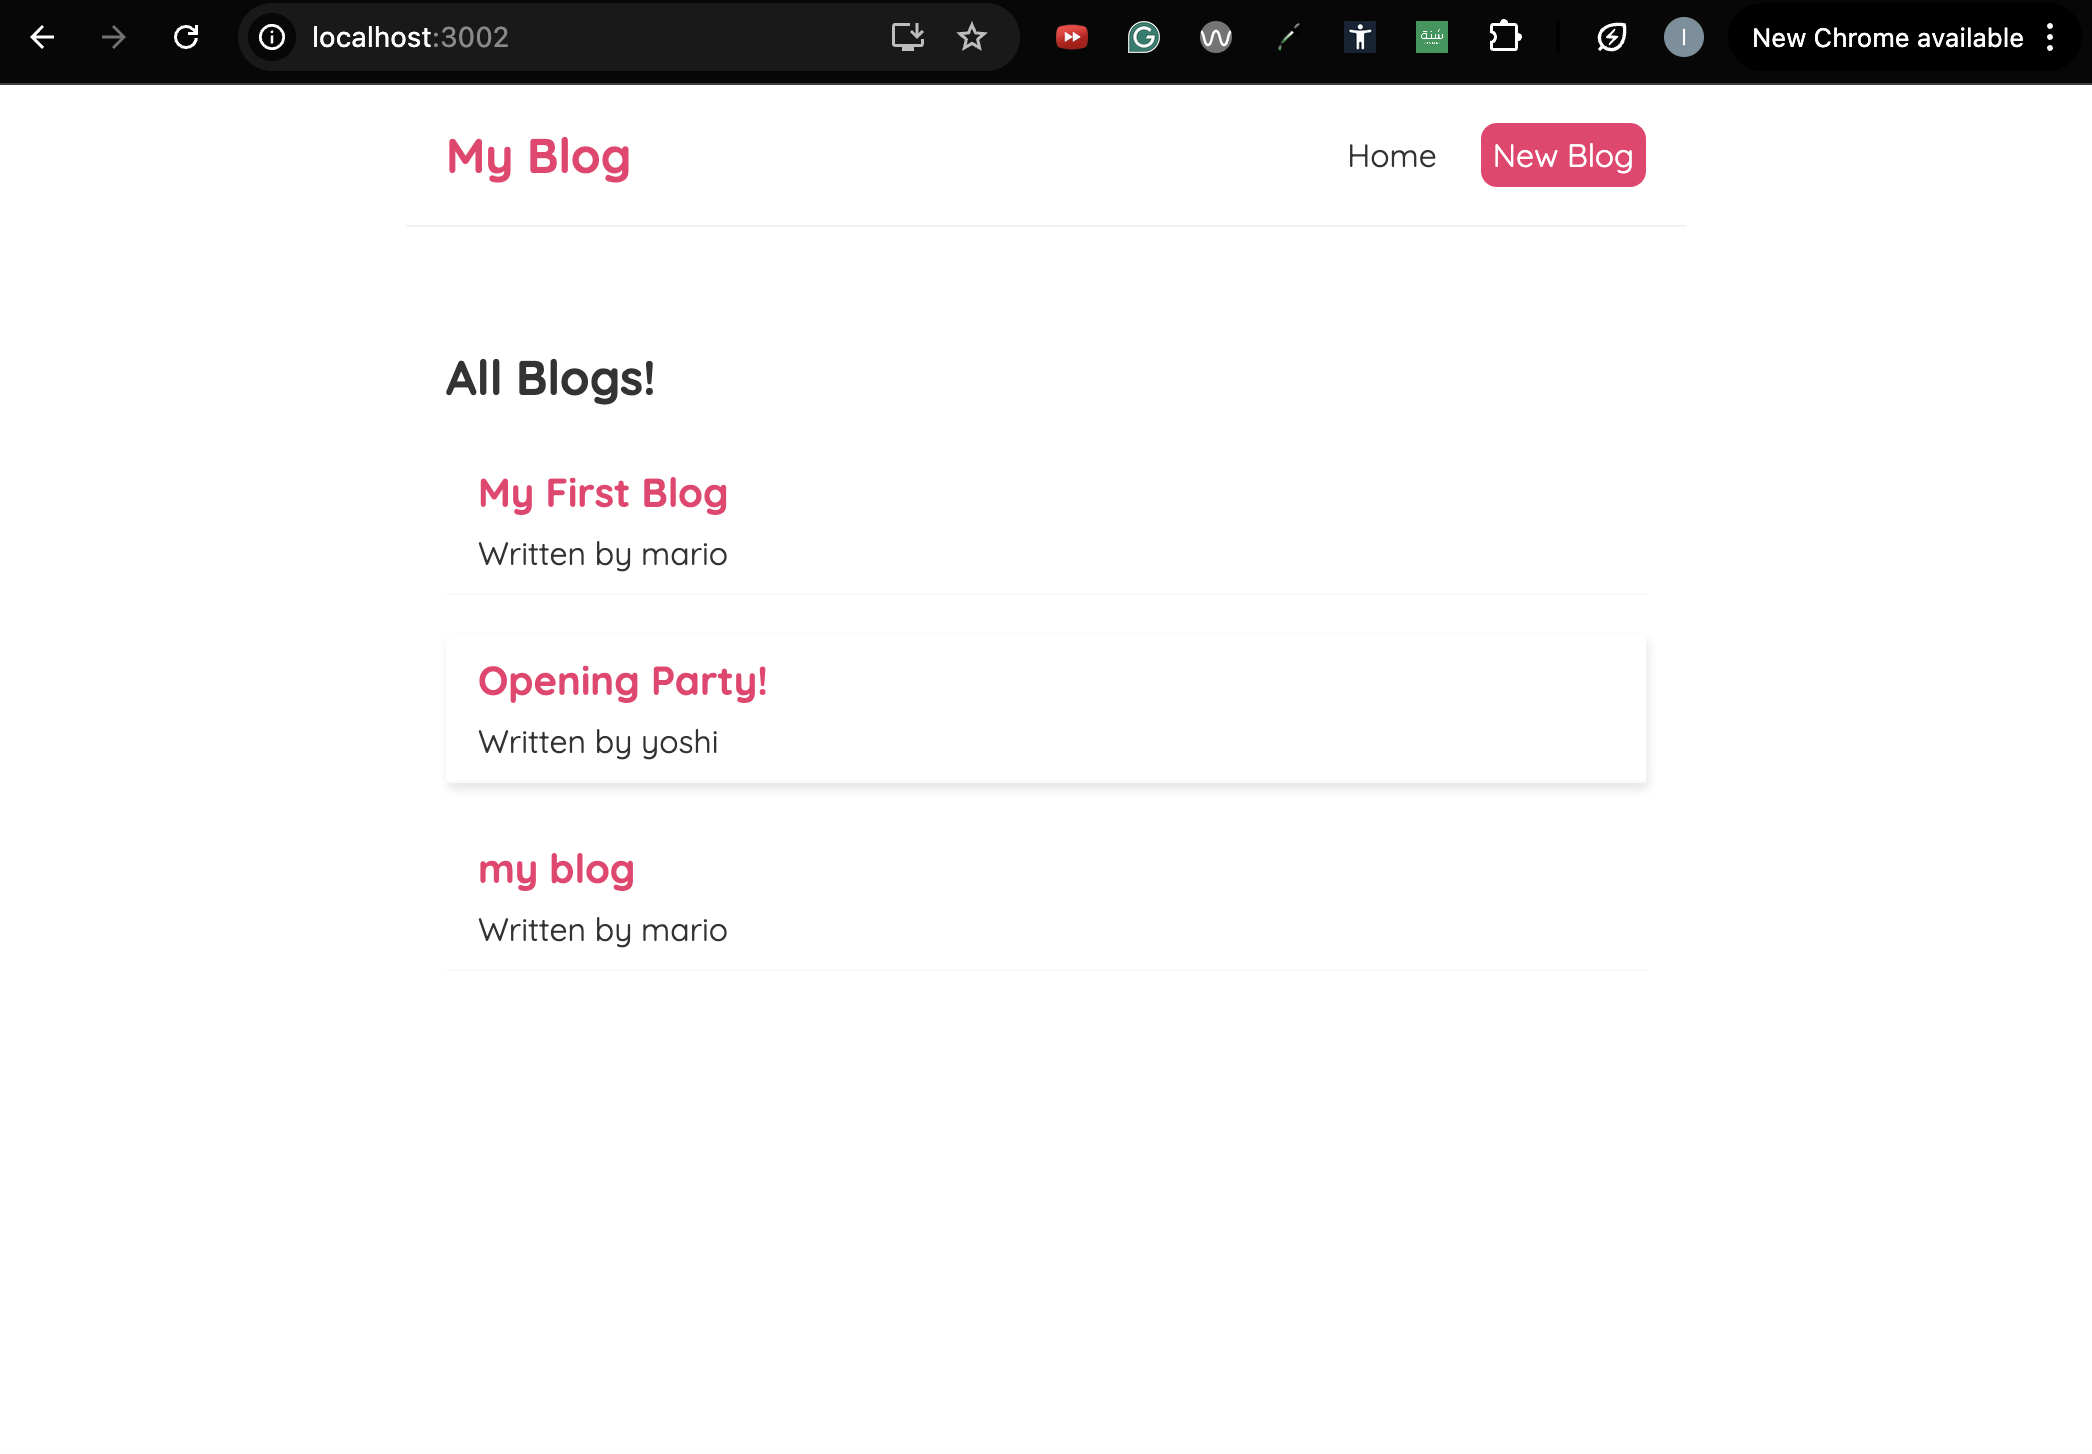 localhost:3002
I
New Chrome available
My Blog
Home
New Blog
All Blogs!
My First Blog
Written by mario
Opening Party!
Written by yoshi
my blog
Written by mario